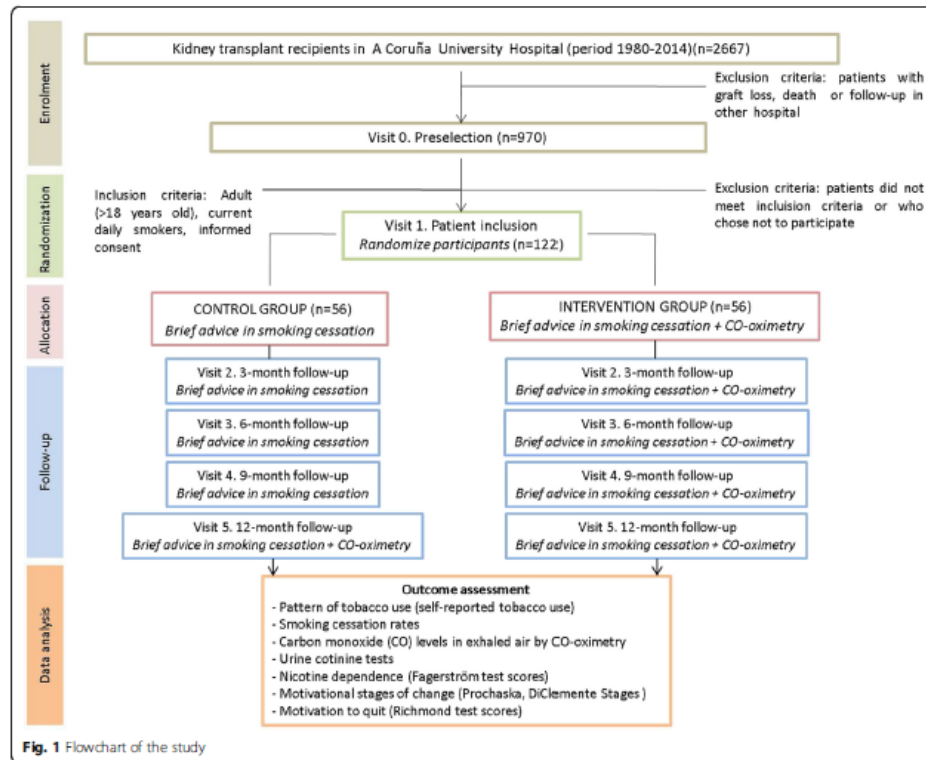 Enrolment
Kidney transplant recipients in A Coruña University Hospital (period 1980-2014)(n=2667)
Exclusion criteria: patients with
graft loss, death or follow-up in
other hospital
Visit 0. Preselection (n=970)
Randomization
Inclusion criteria: Adult
(>18 years old), current
daily smokers, informed
consent
Exclusion criteria: patients did not
meet incluision criteria or who
chose not to participate
Visit 1. Patient inclusion
Randomize participants (n=122)
Allocation
CONTROL GROUP (n=56)
Brief advice in smoking cessation
INTERVENTION GROUP (n=56)
Brief advice in smoking cessation + CO-oximetry
Follow-up
Visit 2. 3-month follow-up
Brief advice in smoking cessation
Visit 2. 3-month follow-up
Brief advice in smoking cessation + CO-oximetry
Visit 3. 6-month follow-up
Brief advice in smoking cessation
Visit 3. 6-month follow-up
Brief advice in smoking cessation + CO-oximetry
Visit 4. 9-month follow-up
Brief advice in smoking cessation
Visit 4. 9-month follow-up
Brief advice in smoking cessation + CO-oximetry
Visit 5. 12-month follow-up
Brief advice in smoking cessation + CO-oximetry
Visit 5. 12-month follow-up
Brief advice in smoking cessation + CO-oximetry
Data analysis
Outcome assessment
- Pattern of tobacco use (self-reported tobacco use)
- Smoking cessation rates
- Carbon monoxide (CO) levels in exhaled air by CO-oximetry
- Urine cotinine tests
- Nicotine dependence (Fagerström test scores)
- Motivational stages of change (Prochaska, DiClemente Stages )
- Motivation to quit (Richmond test scores)
Fig. 1 Flowchart of the study